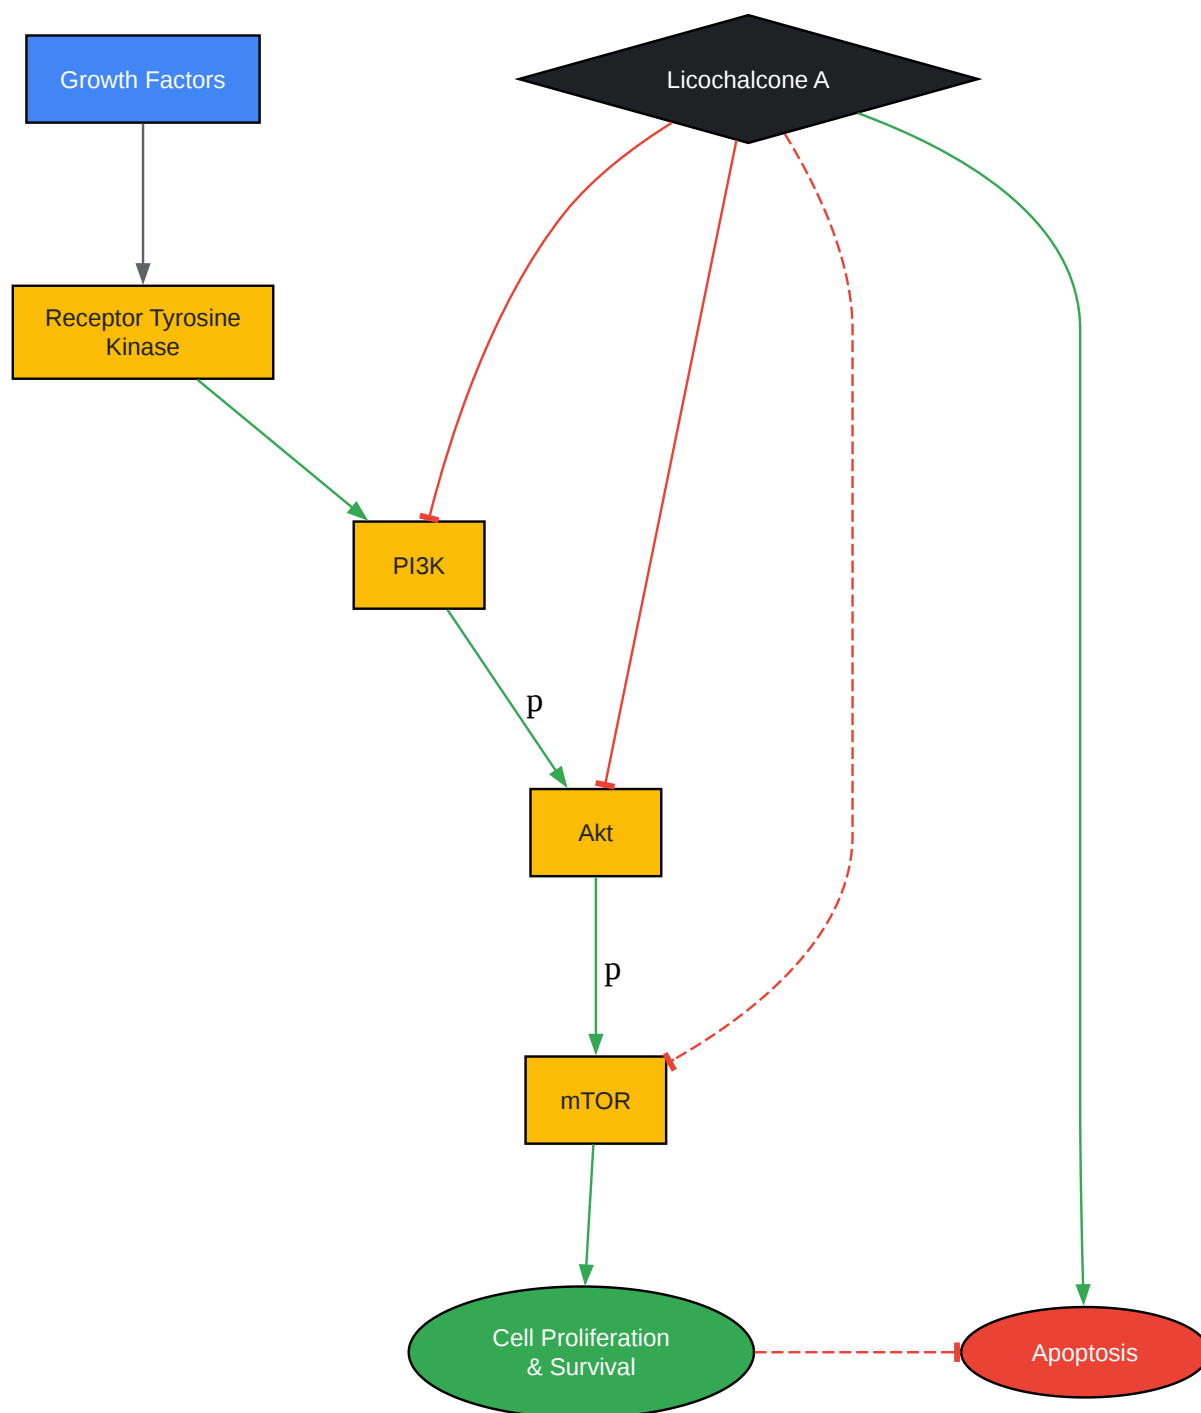 Growth Factors
Licochalcone A
Receptor Tyrosine
Kinase
PI3K
p
Akt
p
mTOR
Cell Proliferation
& Survival
Apoptosis